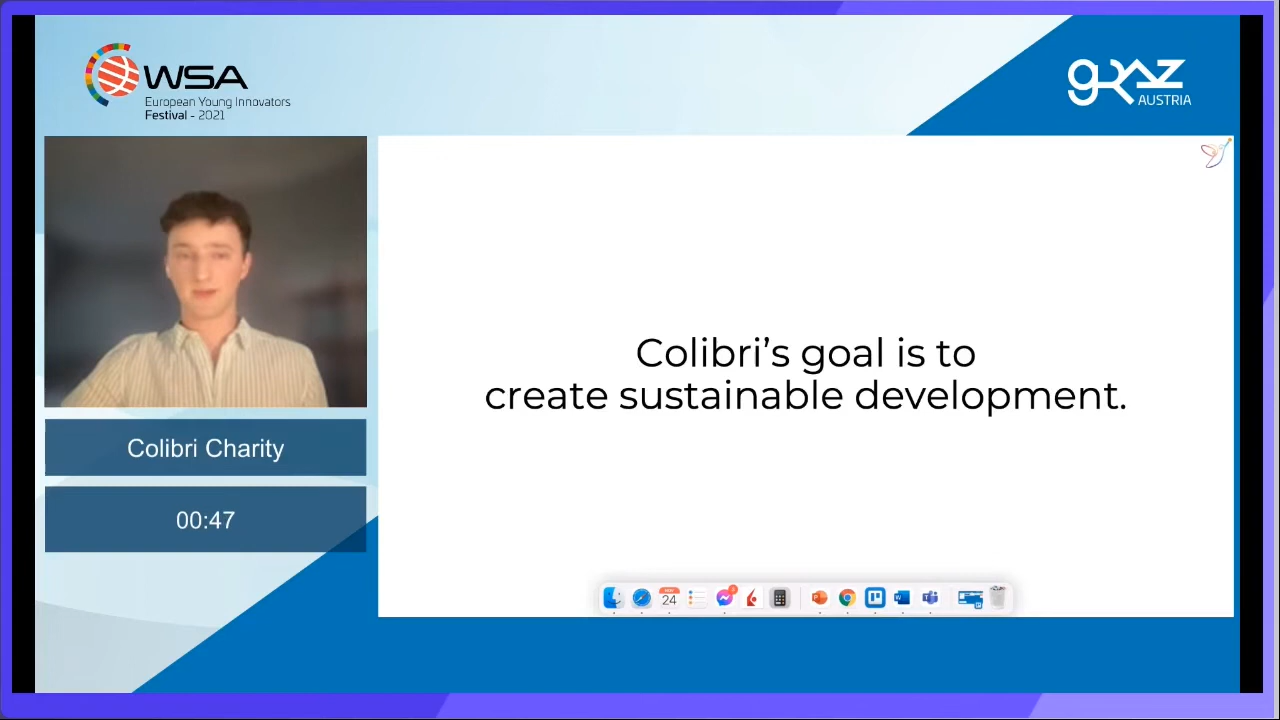 WSA
European Young Innovators
Festival - 2021
GRAZ
AUSTRIA
Colibri's goal is to
create sustainable development.
Colibri Charity
00:47
24